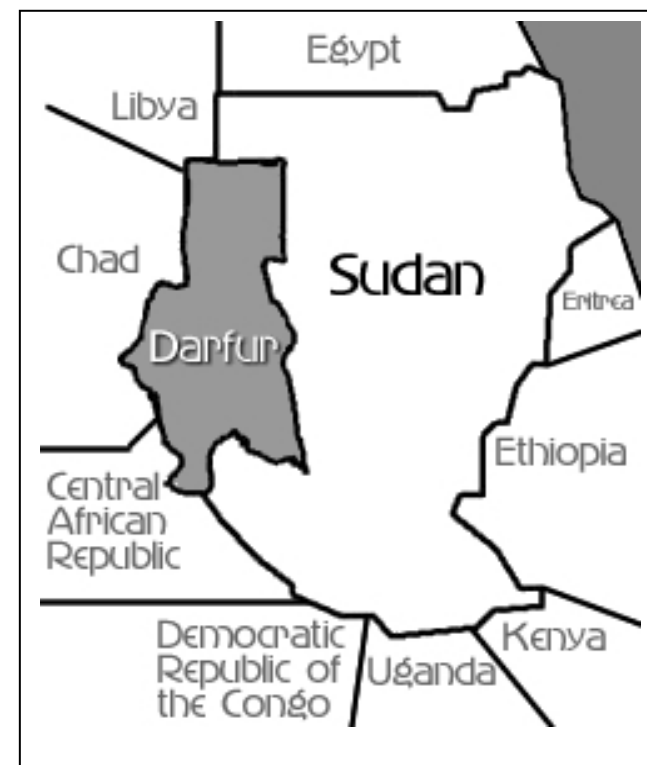 Egypt
Libya
Chad
Sudan
Eritrea
Darfur
Ethiopia
Central
African
Republic
Democratic
Republic of
the Congo
Uganda
Kenya